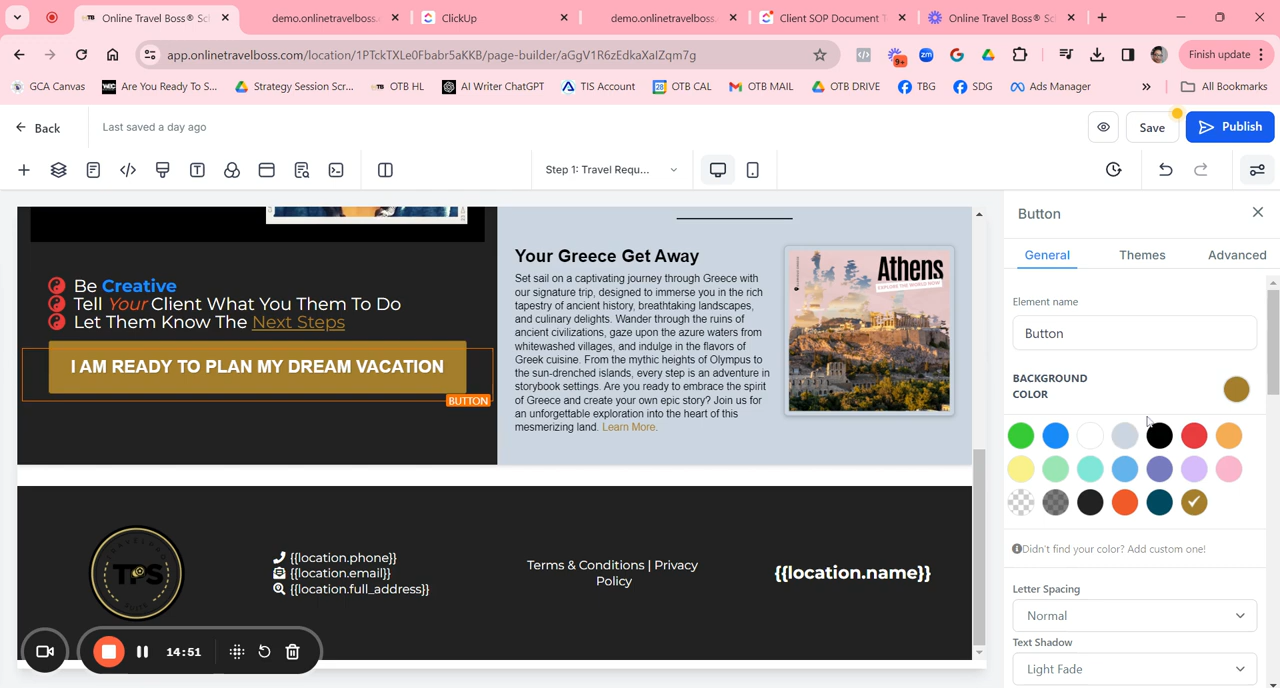 Online Travel Boss® Sc
demo.onlinetravelboss.
ClickUp
demo.onlinetravelboss.
Client SOP Document T
Online Travel Boss® Sc
app.onlinetravelboss.com/location/1PTckTXLe0Fbabr5aKKB/page-builder/aGgV1R6zEdkaXaIZqm7g
9+
zm
Finish update
GCA Canvas
Are You Ready To S...
Strategy Session Scr...
OTB HL
AI Writer ChatGPT
TIS Account
OTB CAL
OTB MAIL
OTB DRIVE
TBG
SDG
Ads Manager
»
All Bookmarks
Back
Last saved a day ago
Save
Publish
Step 1: Travel Requ...
Button
General
Themes
Advanced
Element name
Button
BACKGROUND
COLOR
Didn't find your color? Add custom one!
Letter Spacing
Normal
Text Shadow
Light Fade
Be Creative
Tell Your Client What You Them To Do
Let Them Know The Next Steps
I AM READY TO PLAN MY DREAM VACATION
BUTTON
Your Greece Get Away
Set sail on a captivating journey through Greece with
our signature trip, designed to immerse you in the rich
tapestry of ancient history, breathtaking landscapes,
and culinary delights. Wander through the ruins of
ancient civilizations, gaze upon the azure waters from
whitewashed villages, and indulge in the flavors of
Greek cuisine. From the mythic heights of Olympus to
the sun-drenched islands, every step is an adventure in
storybook settings. Are you ready to embrace the spirit
of Greece and create your own epic story? Join us for
an unforgettable exploration into the heart of this
mesmerizing land. Learn More.
Athens
EXPLORE THE WORLD NOW
TPS
{{location.phone}}
{{location.email}}
{{location.full_address}}
Terms & Conditions | Privacy
Policy
{{location.name}}
14:51